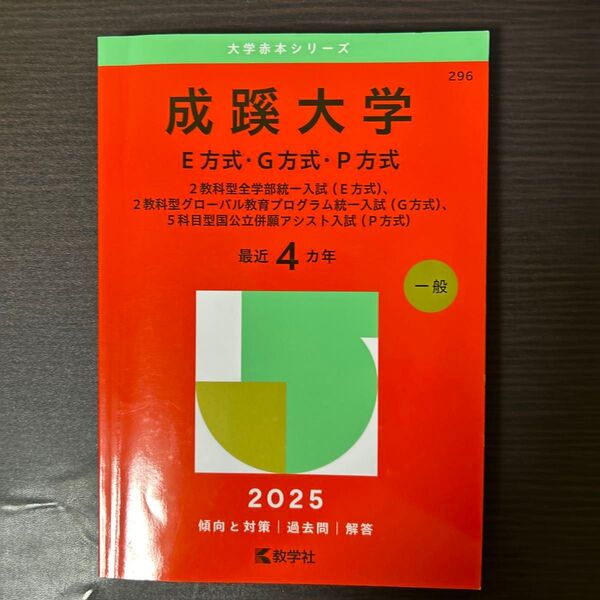 大学赤本シリーズ
296
成蹊大学
E方式・G方式・P方式
2教科型全学部統一入試(E方式)、
2教科型グローバル教育プログラム統一入試(G方式)、
5科目型国公立併願アシスト入試(P方式)
最近4カ年
一般
2025
傾向と対策|過去問|解答
教学社